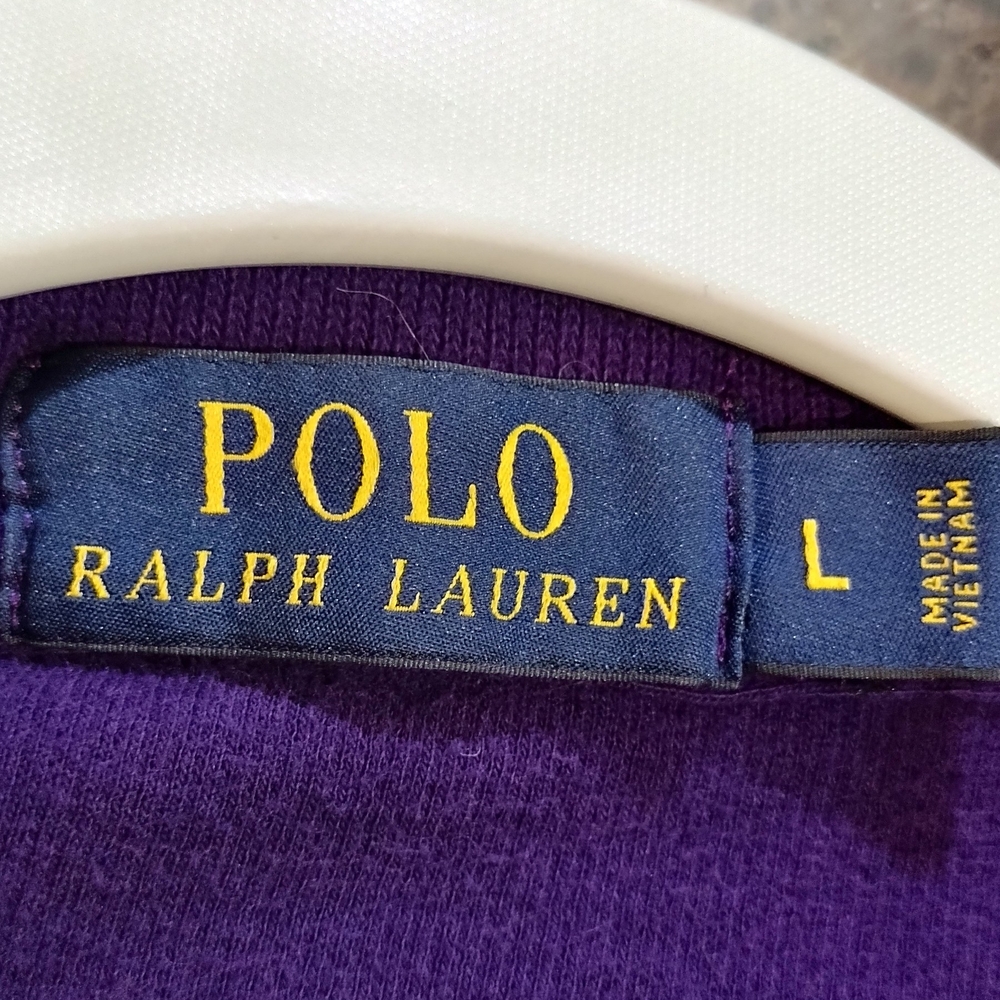 POLO
RALPH LAUREN
L
MADE IN
VIETNAM